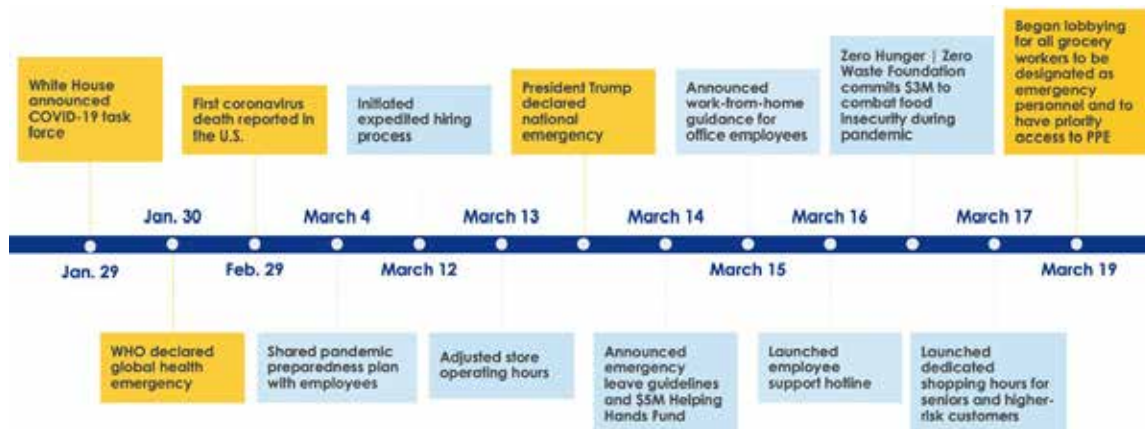 White House
announced
COVID-19 task
force
First coronavirus
death reported in
the U.S.
Initiated
expedited hiring
process
President Trump
declared
national
emergency
Announced
work-from-home
guidance for
office employees
Zero Hunger | Zero
Waste Foundation
commits $3M to
combat food
insecurity during
pandemic
Began lobbying
for all grocery
workers to be
designated as
emergency
personnel and to
have priority
access to PPE
Jan. 30
March 4
March 13
March 14
March 16
March 17
Jan. 29
Feb. 29
March 12
March 15
March 19
WHO declared
global health
emergency
Shared pandemic
preparedness plan
with employees
Adjusted store
operating hours
Announced
emergency
leave guidelines
and $5M Helping
Hands Fund
Launched
employee
support hotline
Launched
dedicated
shopping hours for
seniors and higher-
risk customers